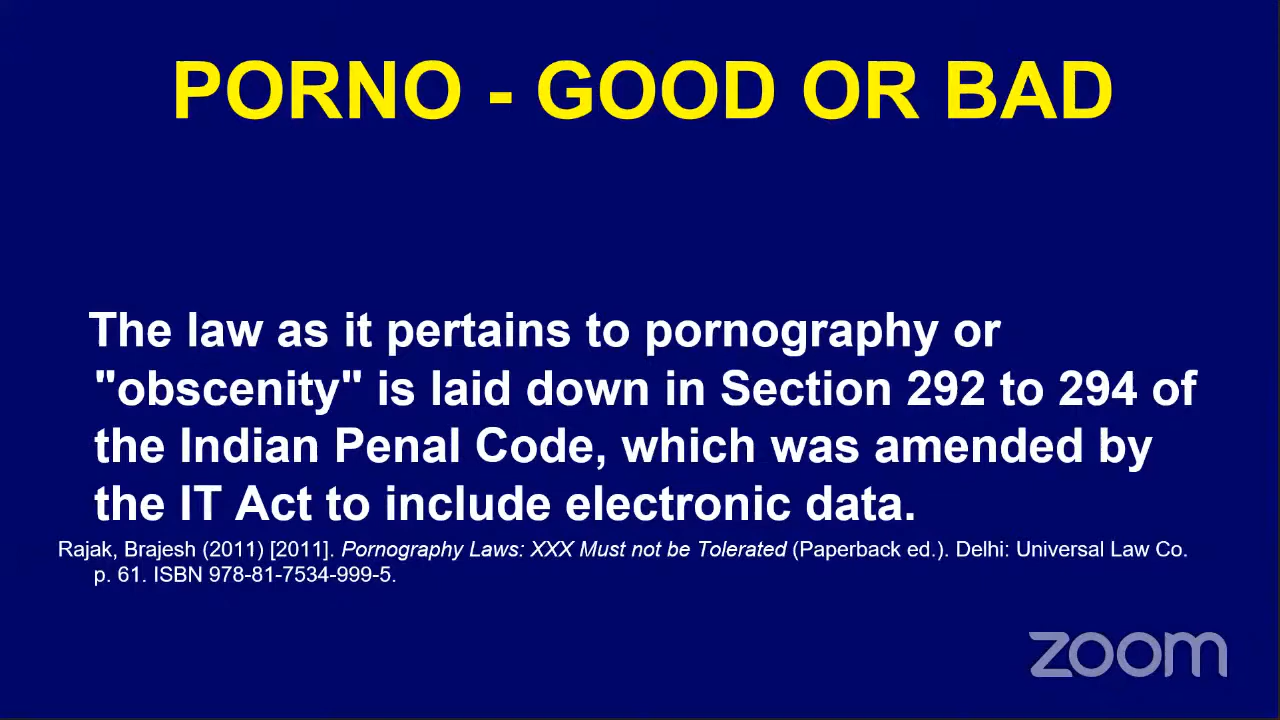 PORNO - GOOD OR BAD
The law as it pertains to pornography or
"obscenity" is laid down in Section 292 to 294 of
the Indian Penal Code, which was amended by
the IT Act to include electronic data.
Rajak, Brajesh (2011) [2011]. Pornography Laws: XXX Must not be Tolerated (Paperback ed.). Delhi: Universal Law Co.
p. 61. ISBN 978-81-7534-999-5.
zoom